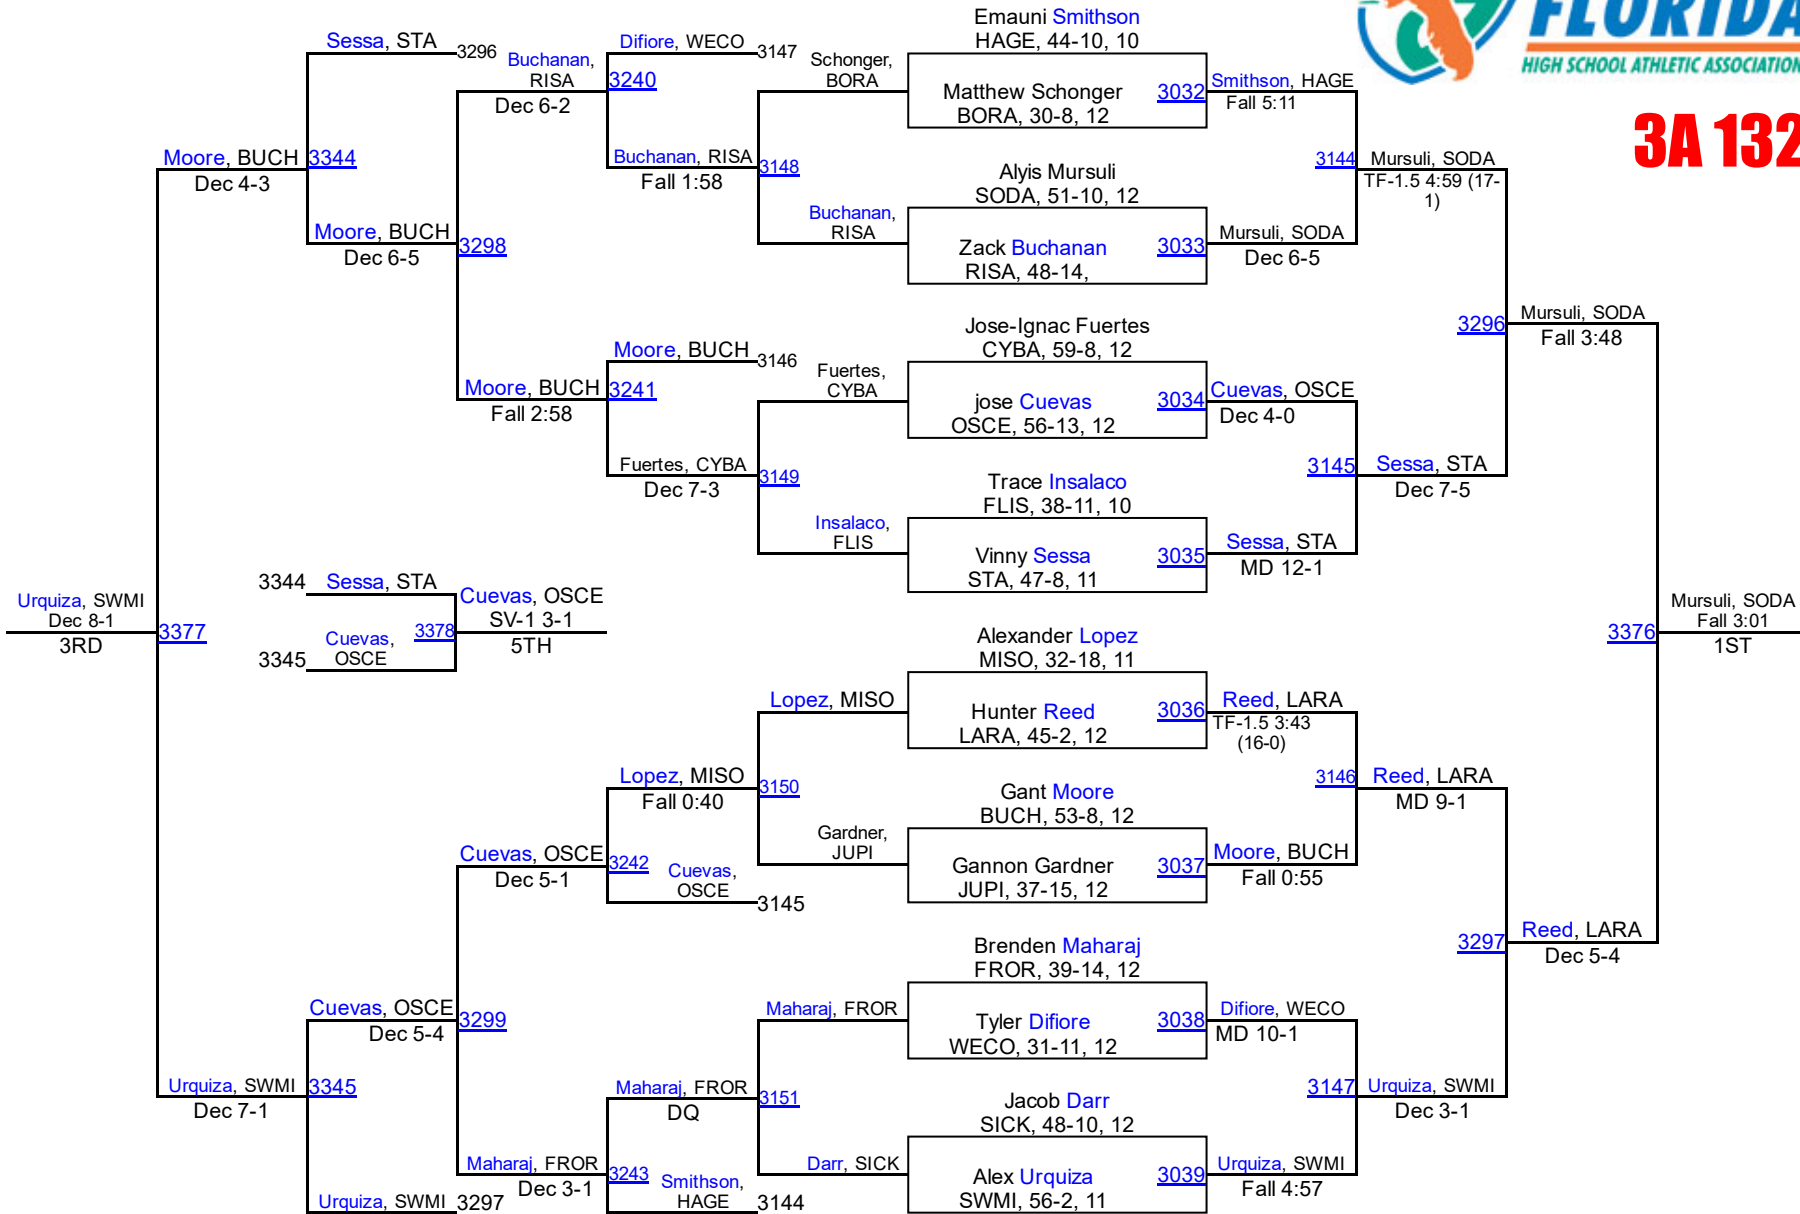 FLORIDA
HIGH SCHOOL ATHLETIC ASSOCIATION
3A 132
Emauni Smithson
HAGE, 44-10, 10
Matthew Schonger
BORA, 30-8, 12
3032
Alyis Mursuli
SODA, 51-10, 12
Zack Buchanan
RISA, 48-14,
3033
Jose-Ignac Fuertes
CYBA, 59-8, 12
jose Cuevas
OSCE, 56-13, 12
3034
Trace Insalaco
FLIS, 38-11, 10
Vinny Sessa
STA, 47-8, 11
3035
Alexander Lopez
MISO, 32-18, 11
Hunter Reed
LARA, 45-2, 12
3036
Gant Moore
BUCH, 53-8, 12
Gannon Gardner
JUPI, 37-15, 12
3037
Brenden Maharaj
FROR, 39-14, 12
Tyler Difiore
WECO, 31-11, 12
3038
Jacob Darr
SICK, 48-10, 12
Alex Urquiza
SWMI, 56-2, 11
3039
Smithson, HAGE
Fall 5:11
3144
Mursuli, SODA
Dec 6-5
Cuevas, OSCE
Dec 4-0
3145
Sessa, STA
MD 12-1
Reed, LARA
TF-1.5 3:43
(16-0)
3146
Moore, BUCH
Fall 0:55
Difiore, WECO
MD 10-1
3147
Urquiza, SWMI
Fall 4:57
Mursuli, SODA
TF-1.5 4:59 (17-
1)
3296
Sessa, STA
Dec 7-5
Reed, LARA
MD 9-1
3297
Urquiza, SWMI
Dec 3-1
Mursuli, SODA
Fall 3:48
3376
Reed, LARA
Dec 5-4
Mursuli, SODA
Fall 3:01
1ST
Schonger,
BORA
3148
Buchanan,
RISA
Fuertes,
CYBA
3149
Insalaco,
FLIS
Lopez, MISO
3150
Gardner,
JUPI
Maharaj, FROR
3151
Darr, SICK
Difiore, WECO
3147
3240
Buchanan, RISA
Fall 1:58
Moore, BUCH
3146
3241
Fuertes, CYBA
Dec 7-3
Lopez, MISO
Fall 0:40
3242
Cuevas,
OSCE
3145
Maharaj, FROR
DQ
3243
Smithson,
HAGE
3144
Buchanan,
RISA
Dec 6-2
3298
Moore, BUCH
Fall 2:58
Cuevas, OSCE
Dec 5-1
3299
Maharaj, FROR
Dec 3-1
Sessa, STA
3296
3344
Moore, BUCH
Dec 6-5
Cuevas, OSCE
Dec 5-4
3345
Urquiza, SWMI
3297
Moore, BUCH
Dec 4-3
3377
Urquiza, SWMI
Dec 7-1
Urquiza, SWMI
Dec 8-1
3RD
3344
Sessa, STA
3345
Cuevas,
OSCE
3378
Cuevas, OSCE
SV-1 3-1
5TH